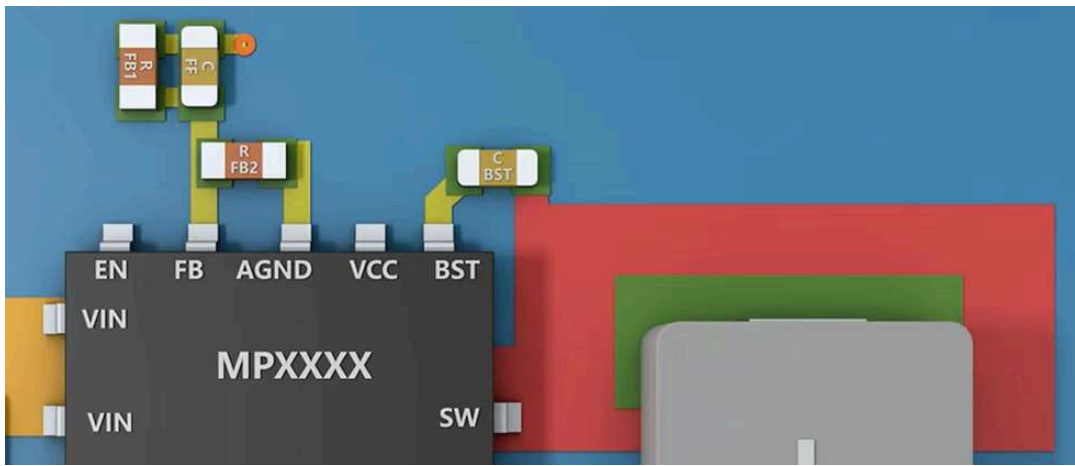 R
FB1
C
FF
R
FB2
C
BST
EN FB AGND VCC BST
VIN
MPXXXX
VIN
SW